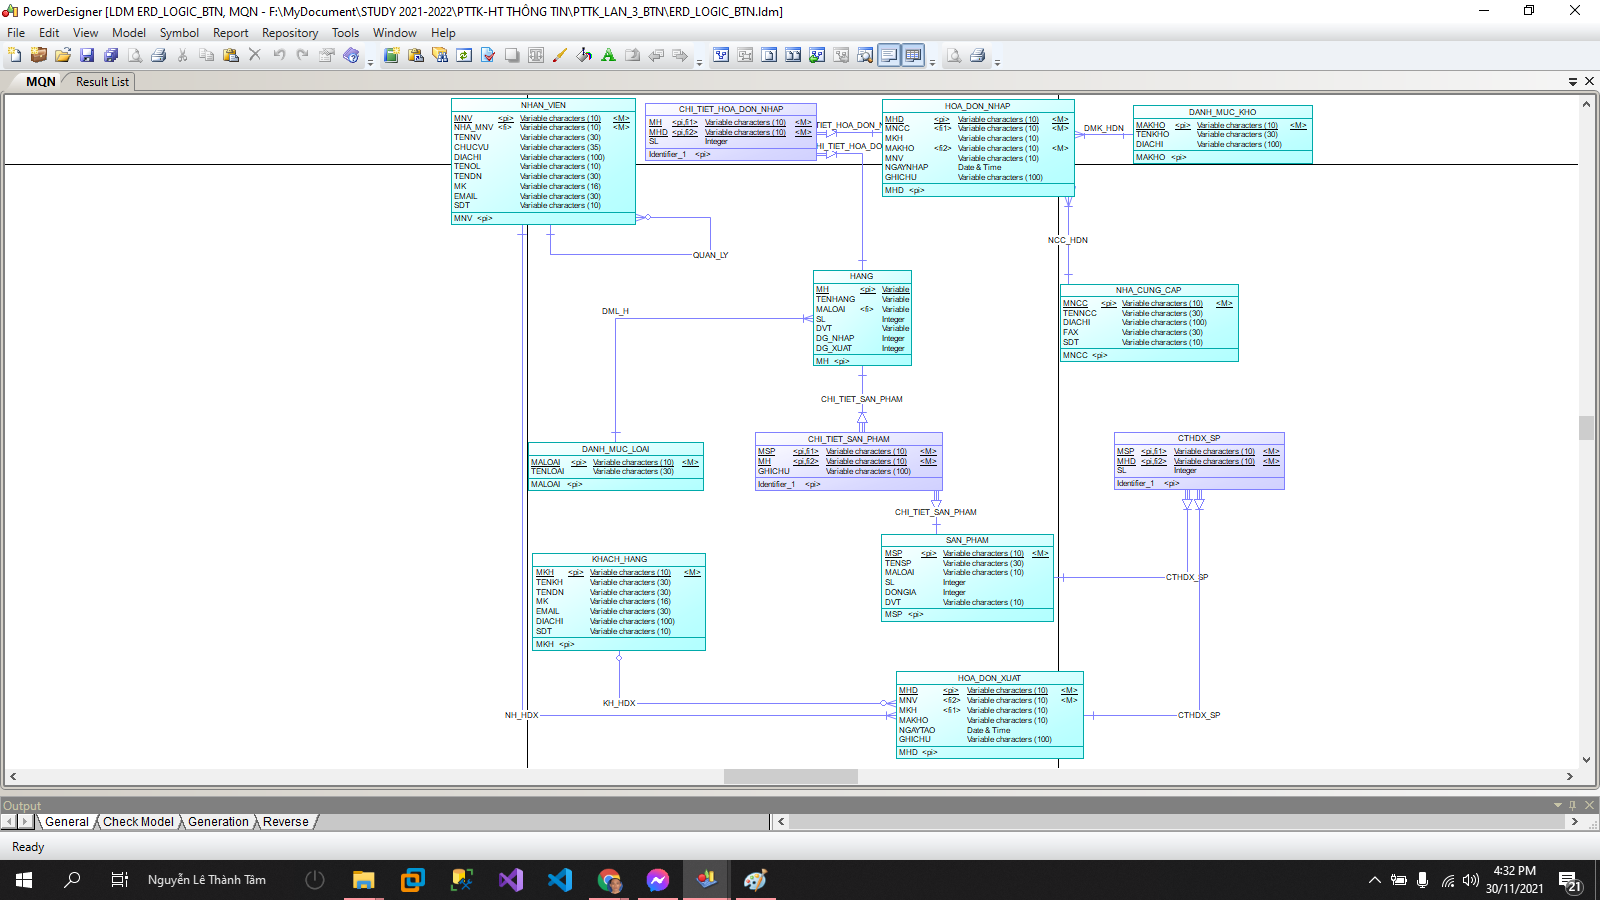 PowerDesigner [LDM ERD_LOGIC_BTN, MQN - F:\MyDocument\STUDY 2021-2022\PTTK-HT THÔNG TIN\PTTK_LAN_3_BTN\ERD_LOGIC_BTN.ldm]
File Edit View Model Symbol Report Repository Tools Window Help
MQN Result List
NHAN_VIEN
MNV <pi> Variable characters (10) <M>
NHA_MNV <fi> Variable characters (10) <M>
TENNV Variable characters (30)
CHUCVU Variable characters (35)
DIACHI Variable characters (100)
TENOL Variable characters (10)
TENDN Variable characters (30)
MK Variable characters (16)
EMAIL Variable characters (30)
SDT Variable characters (10)
MNV <pi>
QUAN_LY
CHI_TIET_HOA_DON_NHAP
MH <pi,fi1> Variable characters (10) <M>
MHD <pi,fi2> Variable characters (10) <M>
SL Integer
Identifier_1 <pi>
TIET_HOA_DON_N
HI_TIET_HOA_DO
HOA_DON_NHAP
MHD <pi> Variable characters (10) <M>
MNCC <fi1> Variable characters (10) <M>
MKH Variable characters (10)
MAKHO <fi2> Variable characters (10) <M>
MNV Variable characters (10)
NGAYNHAP Date & Time
GHICHU Variable characters (100)
MHD <pi>
DMK_HDN
DANH_MUC_KHO
MAKHO <pi> Variable characters (10) <M>
TENKHO Variable characters (30)
DIACHI Variable characters (100)
MAKHO <pi>
NCC_HDN
HANG
MH <pi> Variable
TENHANG Variable
MALOAI <fi> Variable
SL Integer
DVT Variable
DG_NHAP Integer
DG_XUAT Integer
MH <pi>
DML_H
NHA_CUNG_CAP
MNCC <pi> Variable characters (10) <M>
TENNCC Variable characters (30)
DIACHI Variable characters (100)
FAX Variable characters (30)
SDT Variable characters (10)
MNCC <pi>
CHI_TIET_SAN_PHAM
DANH_MUC_LOAI
MALOAI <pi> Variable characters (10) <M>
TENLOAI Variable characters (30)
MALOAI <pi>
CHI_TIET_SAN_PHAM
MSP <pi,fi1> Variable characters (10) <M>
MH <pi,fi2> Variable characters (10) <M>
GHICHU Variable characters (100)
Identifier_1 <pi>
CTHDX_SP
MSP <pi,fi1> Variable characters (10) <M>
MHD <pi,fi2> Variable characters (10) <M>
SL Integer
Identifier_1 <pi>
CHI_TIET_SAN_PHAM
SAN_PHAM
MSP <pi> Variable characters (10) <M>
TENSP Variable characters (30)
MALOAI Variable characters (10)
SL Integer
DONGIA Integer
DVT Variable characters (10)
MSP <pi>
CTHDX_SP
KHACH_HANG
MKH <pi> Variable characters (10) <M>
TENKH Variable characters (30)
TENDN Variable characters (30)
MK Variable characters (16)
EMAIL Variable characters (30)
DIACHI Variable characters (100)
SDT Variable characters (10)
MKH <pi>
KH_HDX
NH_HDX
HOA_DON_XUAT
MHD <pi> Variable characters (10) <M>
MNV <fi2> Variable characters (10) <M>
MKH <fi1> Variable characters (10)
MAKHO Variable characters (10)
NGAYTAO Date & Time
GHICHU Variable characters (100)
MHD <pi>
CTHDX_SP
Output
General Check Model Generation Reverse
Ready
Nguyễn Lê Thành Tâm
4:32 PM
30/11/2021
21